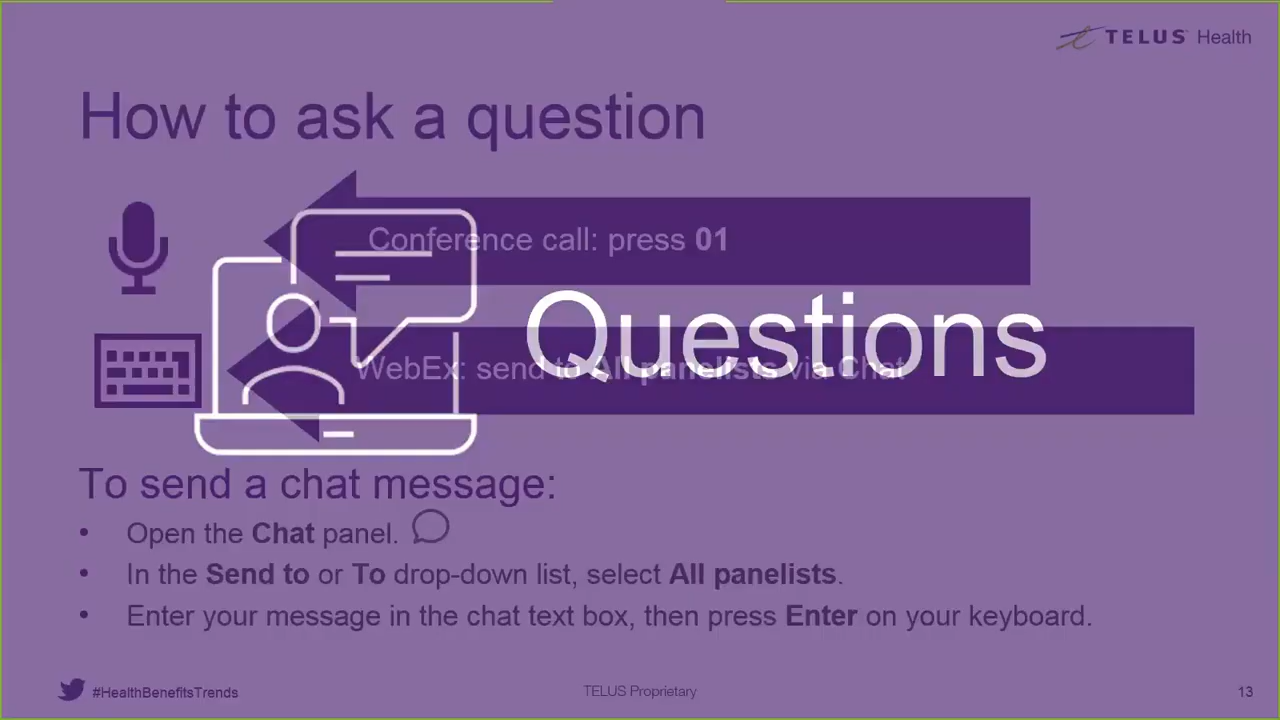 TELUS Health
How to ask a question
Conference call: press 01
Questions
WebEx: send to All panelists via Chat
To send a chat message:
• Open the Chat panel.
• In the Send to or To drop-down list, select All panelists.
• Enter your message in the chat text box, then press Enter on your keyboard.
#HealthBenefitsTrends
TELUS Proprietary
13